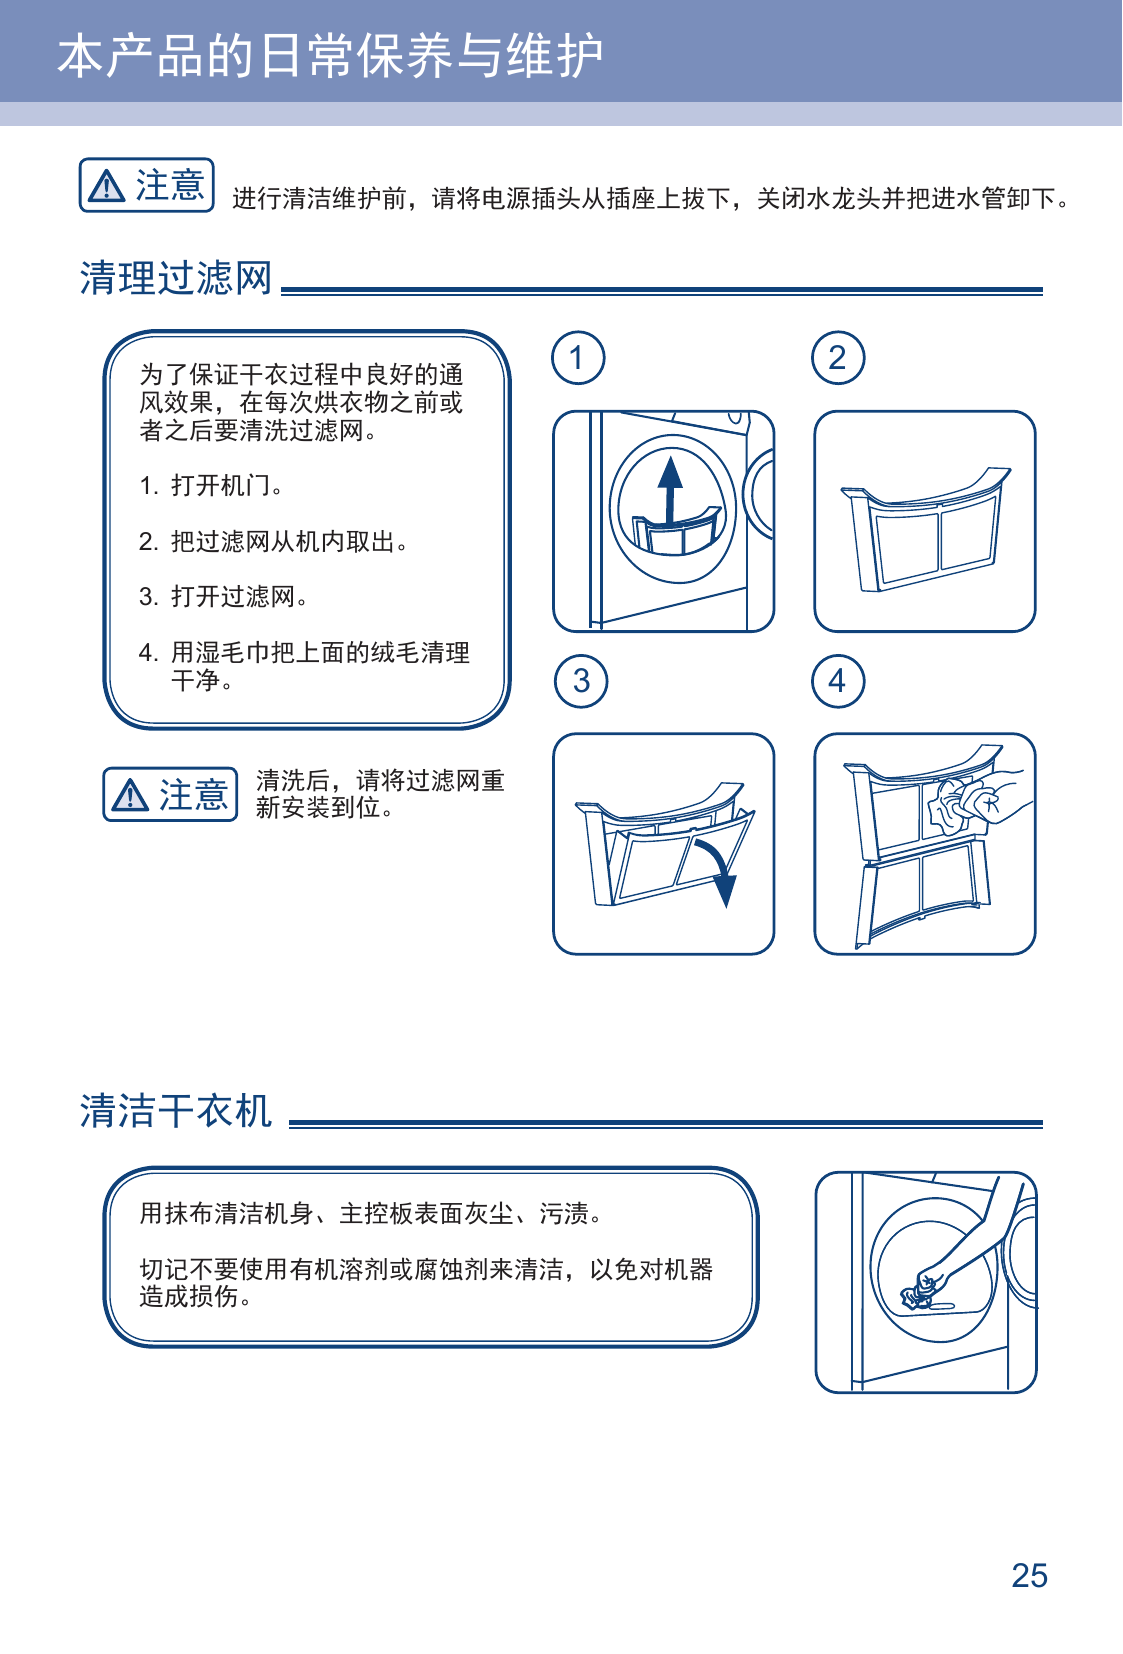 本产品的日常保养与维护
注意
进行清洁维护前，请将电源插头从插座上拔下，关闭水龙头并把进水管卸下。
清理过滤网
为了保证干衣过程中良好的通
风效果，在每次烘衣物之前或
者之后要清洗过滤网。
1. 打开机门。
2. 把过滤网从机内取出。
3. 打开过滤网。
4. 用湿毛巾把上面的绒毛清理
干净。
注意
清洗后，请将过滤网重
新安装到位。
1
2
3
4
清洁干衣机
用抹布清洁机身、主控板表面灰尘、污渍。
切记不要使用有机溶剂或腐蚀剂来清洁，以免对机器
造成损伤。
25